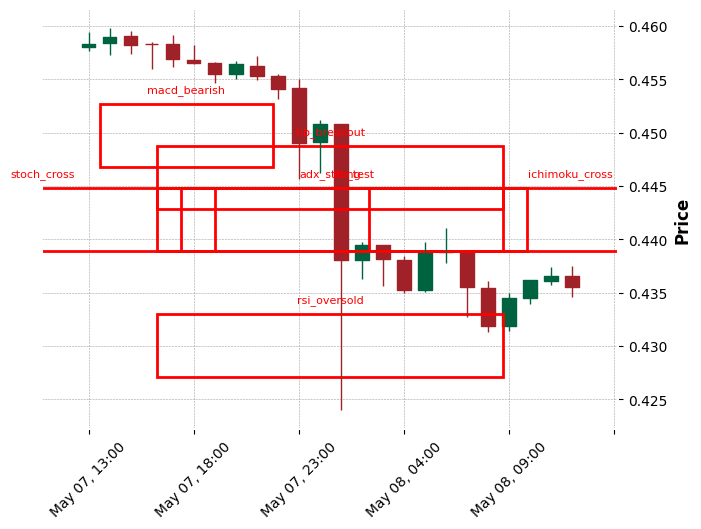 0.460
0.455
macd_bearish
0.450
bb_breakout
0.445
stoch_cross
adx_strong
ichimoku_cross
0.440
Price
0.435
rsi_oversold
0.430
0.425
May 07, 13:00
May 07, 18:00
May 07, 23:00
May 08, 04:00
May 08, 09:00